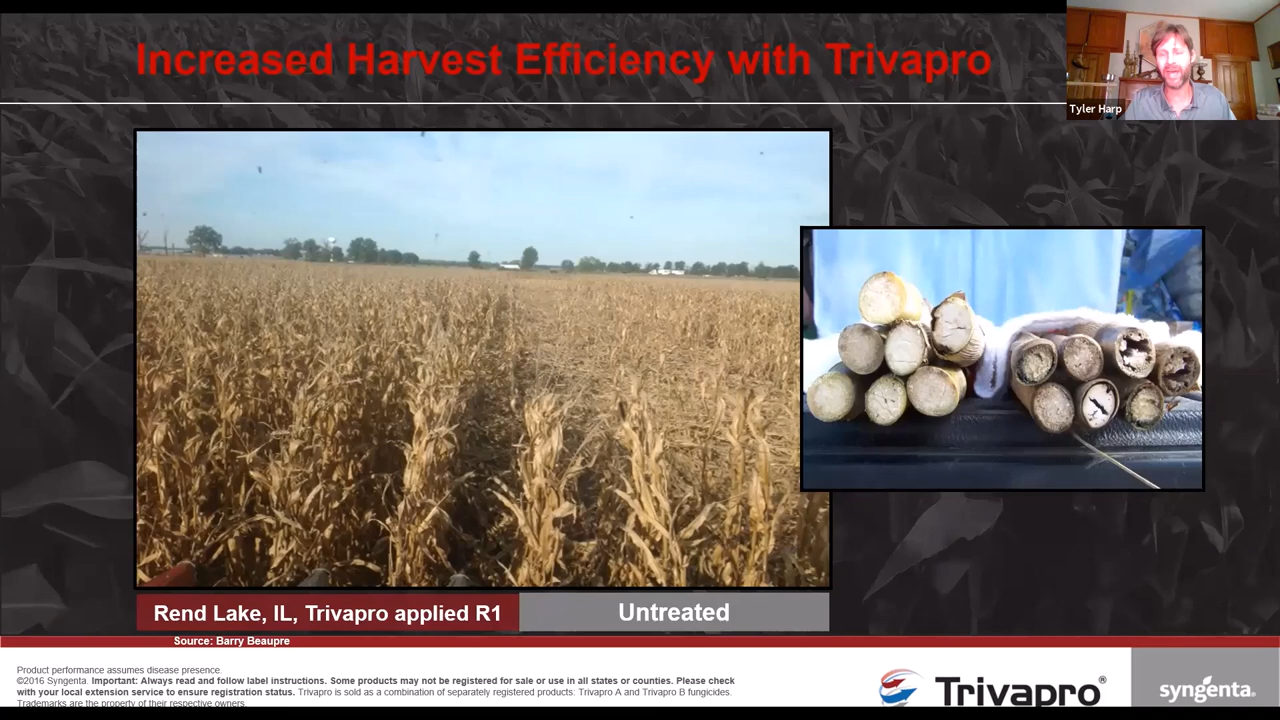 Increased Harvest Efficiency with Trivapro
Tyler Harp
Rend Lake, IL, Trivapro applied R1
Untreated
Source: Barry Beaupre
Product performance assumes disease presence.
©2016 Syngenta. Important: Always read and follow label instructions. Some products may not be registered for sale or use in all states or counties. Please check
with your local extension service to ensure registration status. Trivapro is sold as a combination of separately registered products: Trivapro A and Trivapro B fungicides.
Trademarks are the property of their respective owners.
Trivapro®
syngenta®